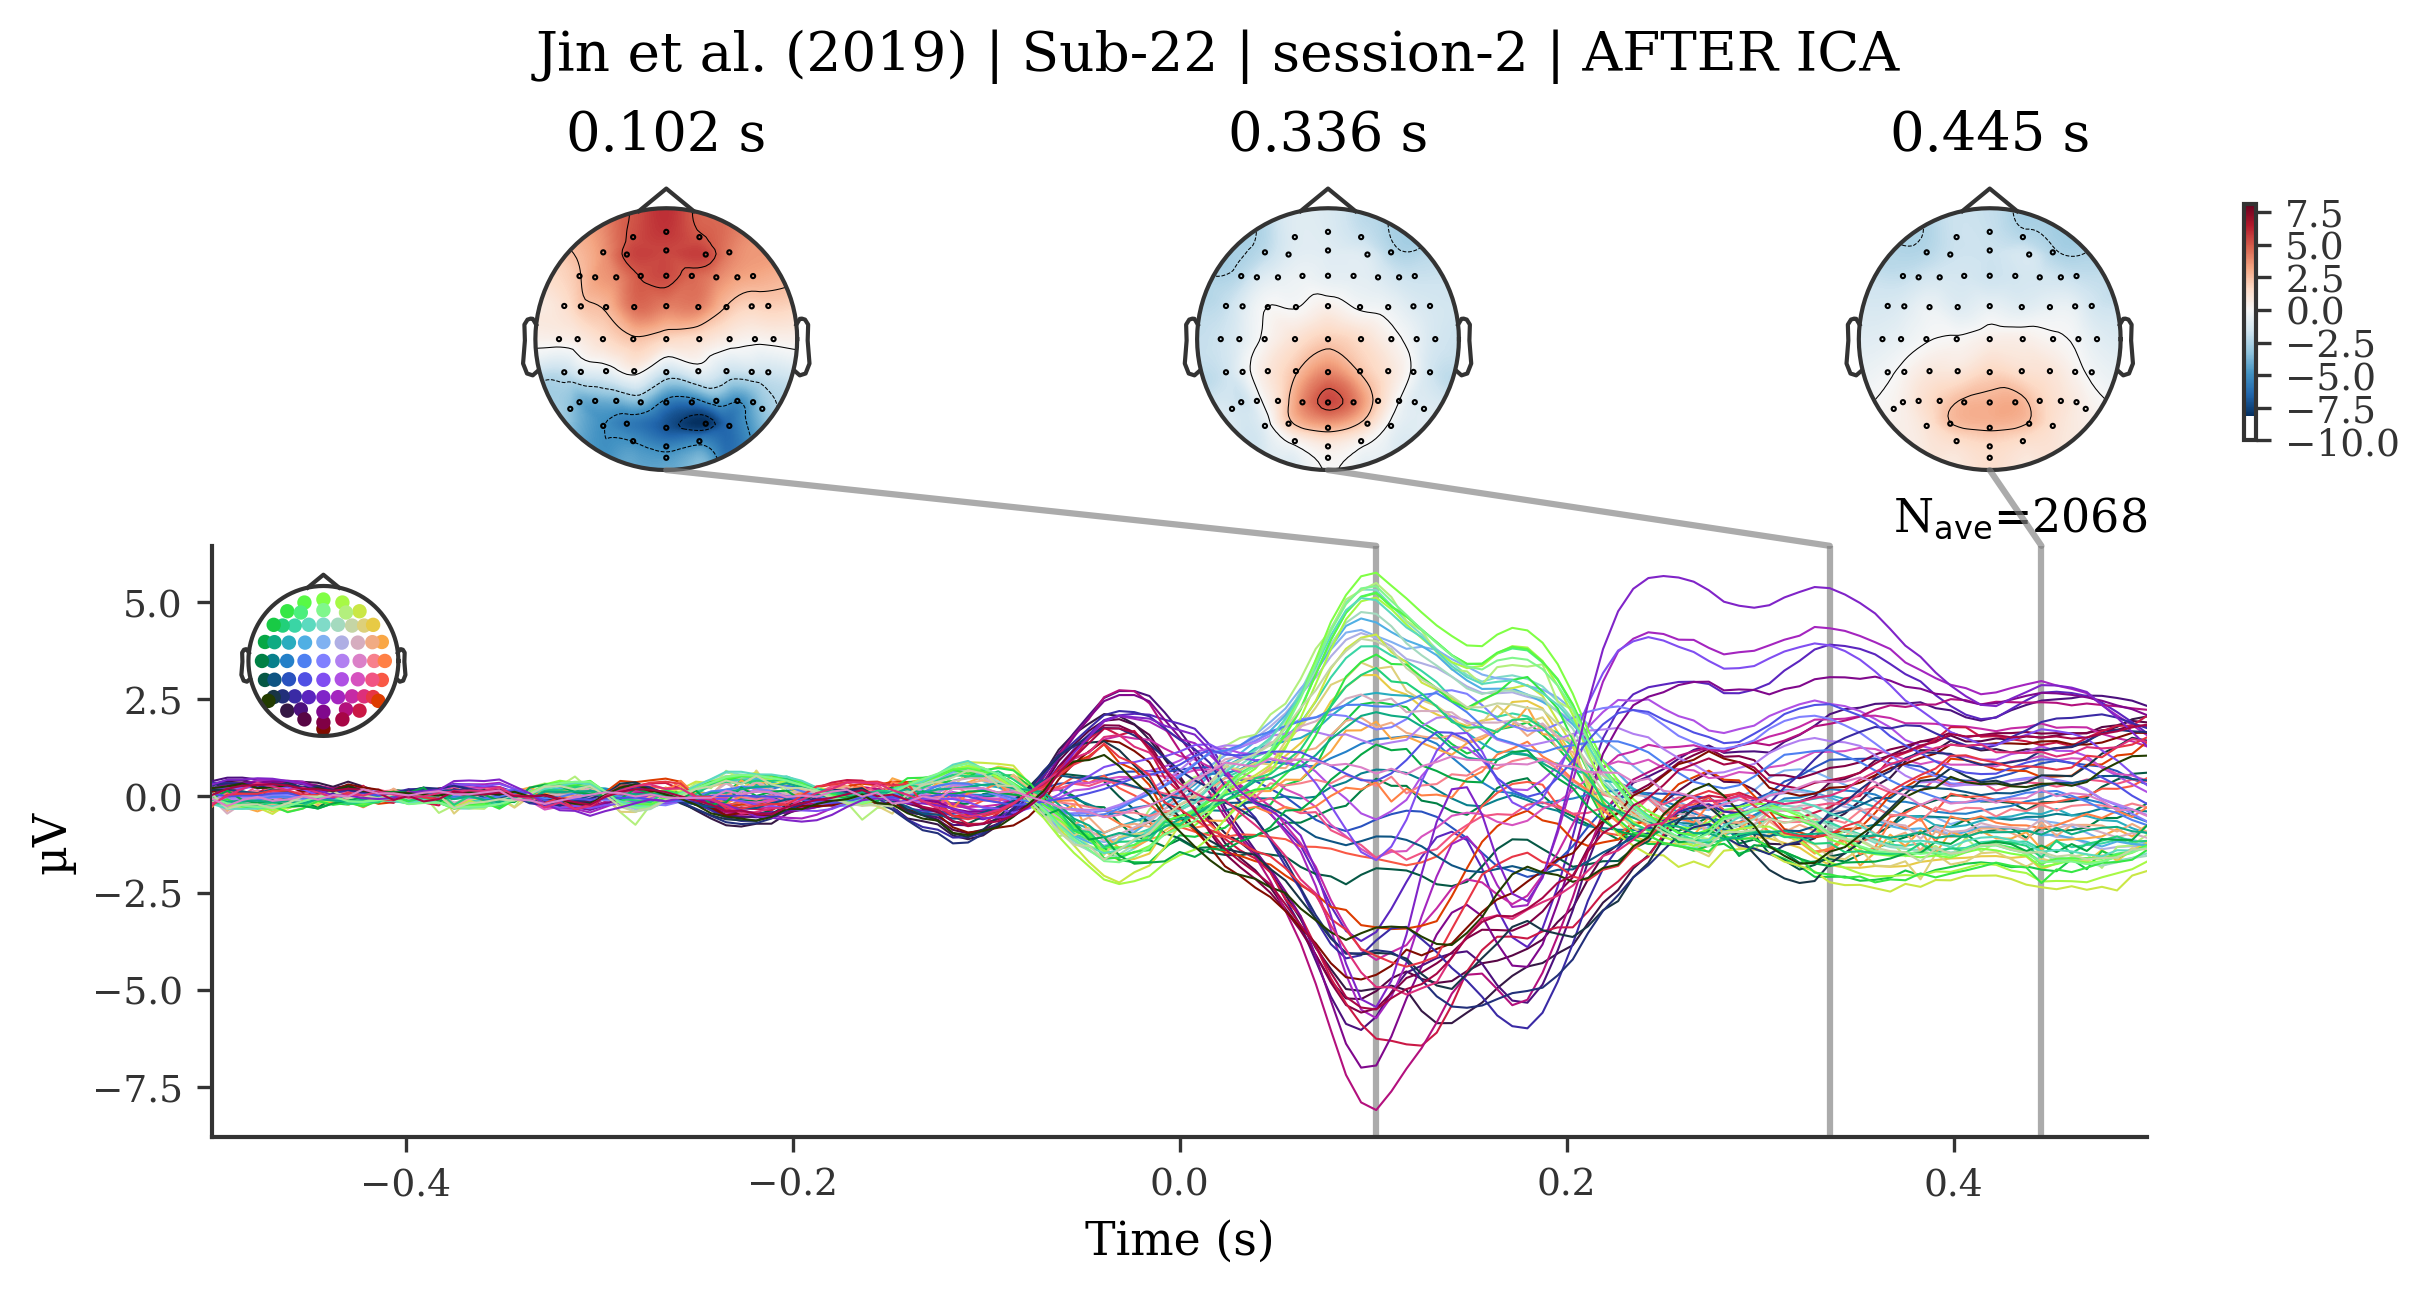 Jin et al. (2019) | Sub-22 | session-2 | AFTER ICA
0.102 s
0.336 s
0.445 s
7.5
5.0
2.5
0.0
−2.5
−5.0
−7.5
−10.0
Nave=2068
5.0
2.5
0.0
−2.5
−5.0
−7.5
µV
−0.4
−0.2
0.0
0.2
0.4
Time (s)